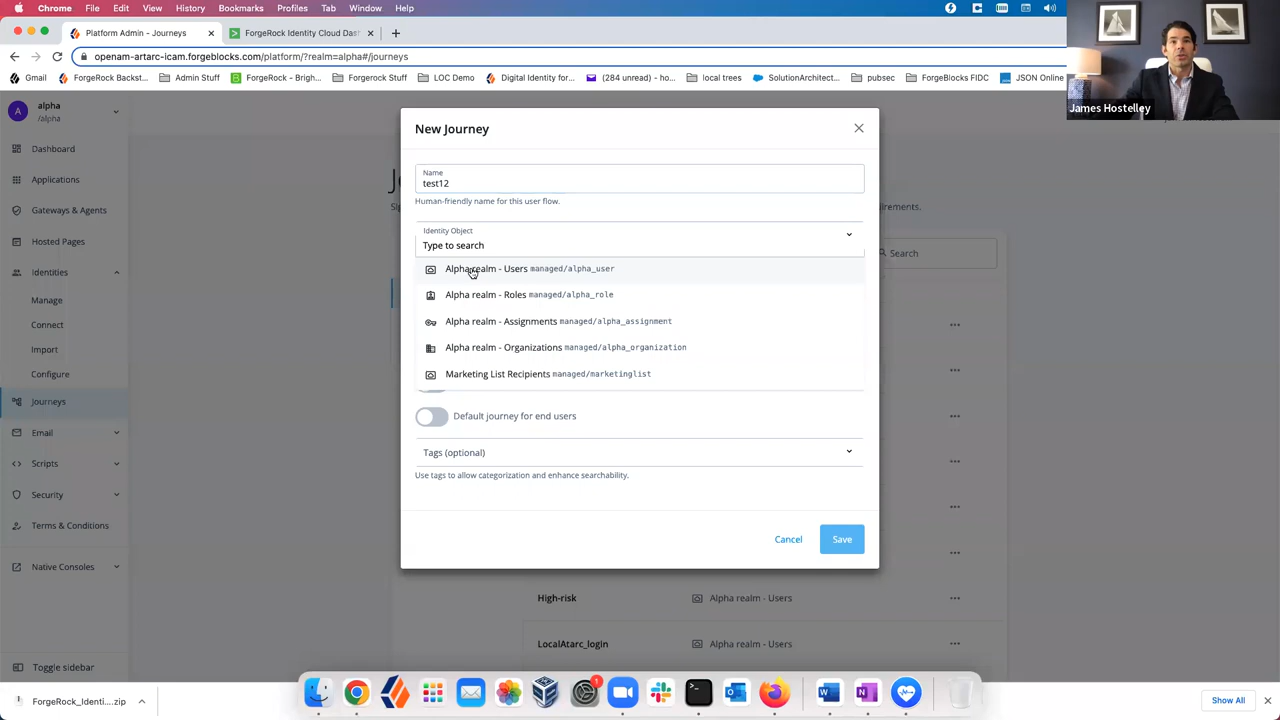 Chrome File Edit View History Bookmarks Profiles Tab Window Help
Platform Admin - Journeys
ForgeRock Identity Cloud Das
openam-artarc-icam.forgeblocks.com/platform/?realm=alpha#/journeys
Gmail ForgeRock Backst... Admin Stuff ForgeRock - Brigh... Forgerock Stuff LOC Demo Digital Identity for... (284 unread) - ho... local trees SolutionArchitect... pubsec ForgeBlocks FIDC JSON Online
James Hostelley
A alpha
/alpha
Dashboard
Applications
Gateways & Agents
Hosted Pages
Identities
Manage
Connect
Import
Configure
Journeys
Email
Scripts
Security
Terms & Conditions
Native Consoles
Toggle sidebar
New Journey
Name
test12
Human-friendly name for this user flow.
Identity Object
Type to search
Alpha realm - Users managed/alpha_user
Alpha realm - Roles managed/alpha_role
Alpha realm - Assignments managed/alpha_assignment
Alpha realm - Organizations managed/alpha_organization
Marketing List Recipients managed/marketinglist
Default journey for end users
Tags (optional)
Use tags to allow categorization and enhance searchability.
Cancel Save
Search
High-risk Alpha realm - Users
LocalAtarc_login Alpha realm - Users
1
ForgeRock_Identi....zip
Show All